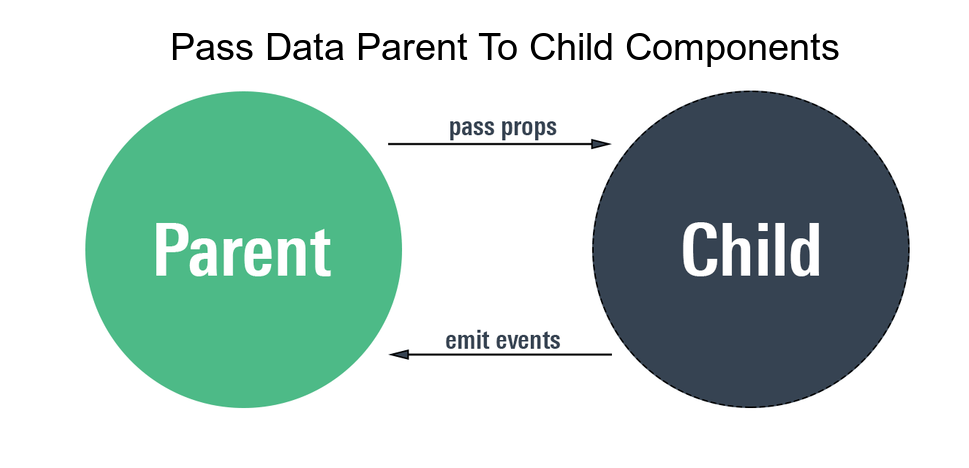 Pass Data Parent To Child Components
pass props
Parent
Child
emit events